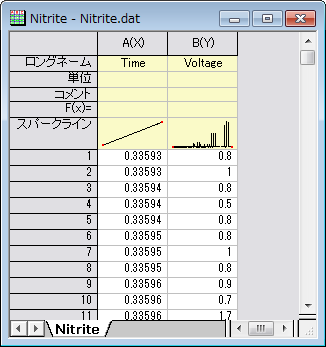 Nitrite - Nitrite.dat
A(X) B(Y)
ロングネーム Time Voltage
単位
コメント
F(x)=
スパークライン
1 0.33593 0.8
2 0.33593 1
3 0.33594 0.8
4 0.33594 0.5
5 0.33594 0.8
6 0.33595 0.8
7 0.33595 1
8 0.33595 0.8
9 0.33596 0.9
10 0.33596 0.7
11 0.33596 1.7
Nitrite